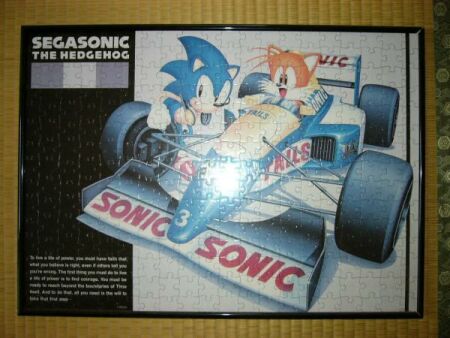 SEGASONIC
THE HEDGEHOG
SONIC
TAILS
TAILS
3
SONIC
SONIC
To live a life of power, you must have faith that
what you believe is right, even if others tell you
you're wrong. The first thing you must do to live
a life of power is to find courage. You must be
ready to reach beyond the boundaries of Time
itself. And to do that, all you need is the will to
take that first step